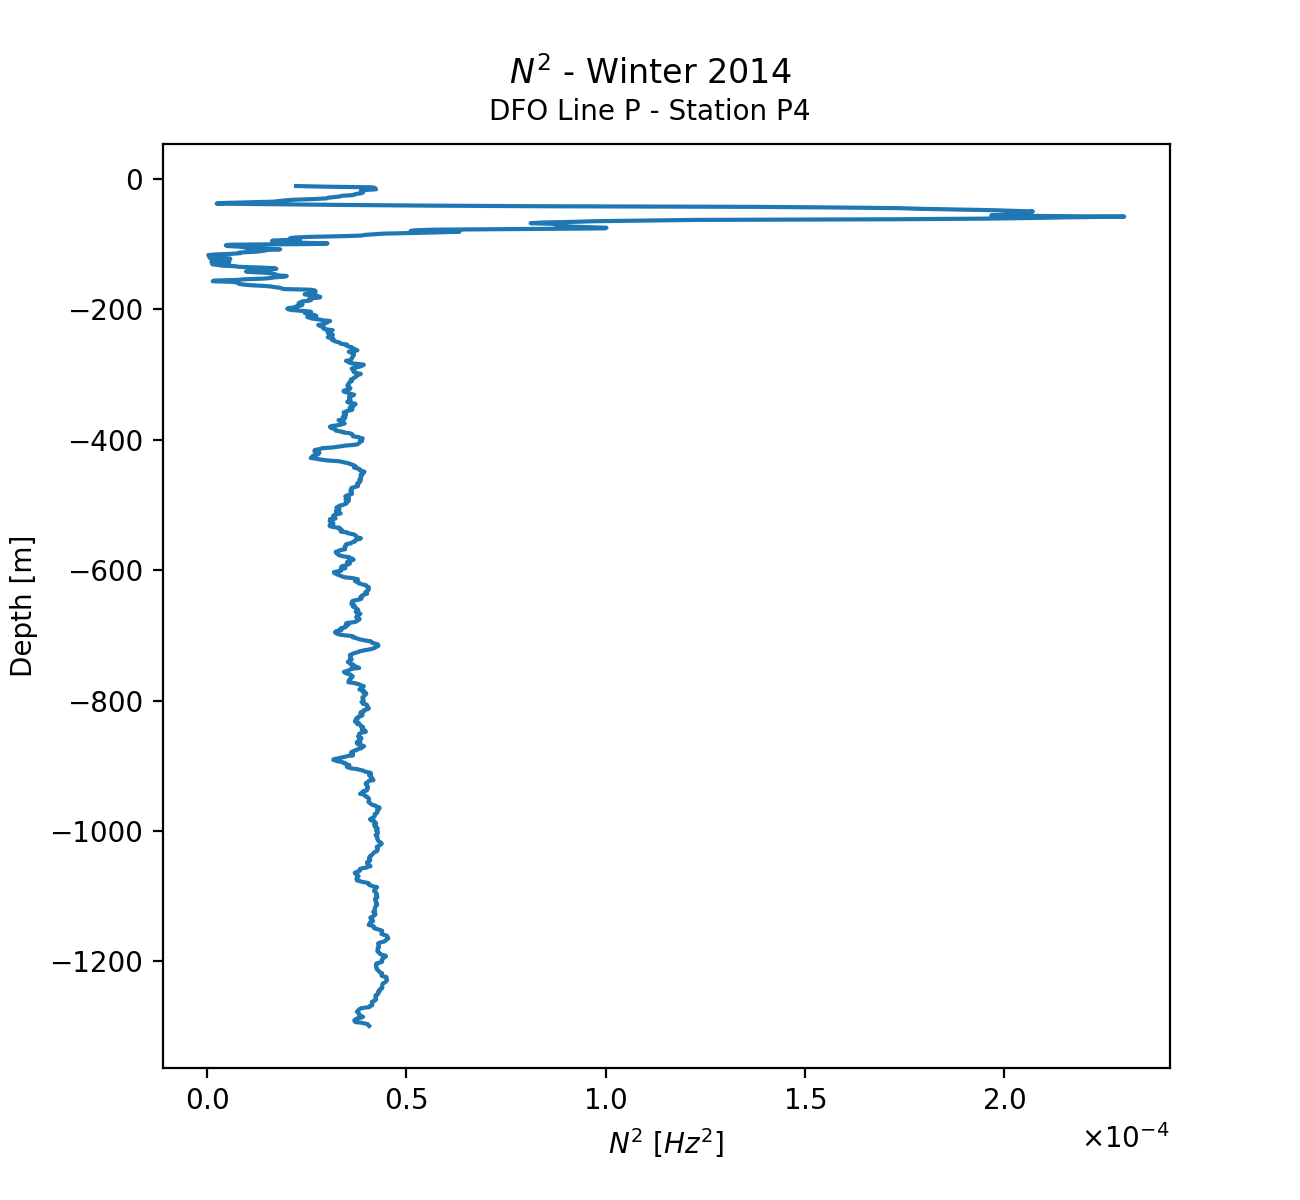 N² - Winter 2014
DFO Line P - Station P4
0
−200
−400
−600
−800
−1000
−1200
Depth [m]
0.0 0.5 1.0 1.5 2.0
N² [Hz²]
×10⁻⁴